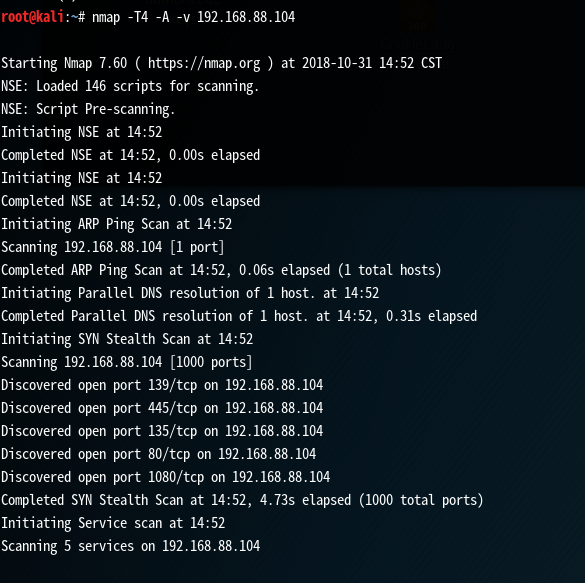 root@kali:~# nmap -T4 -A -v 192.168.88.104
Starting Nmap 7.60 ( https://nmap.org ) at 2018-10-31 14:52 CST
NSE: Loaded 146 scripts for scanning.
NSE: Script Pre-scanning.
Initiating NSE at 14:52
Completed NSE at 14:52, 0.00s elapsed
Initiating NSE at 14:52
Completed NSE at 14:52, 0.00s elapsed
Initiating ARP Ping Scan at 14:52
Scanning 192.168.88.104 [1 port]
Completed ARP Ping Scan at 14:52, 0.06s elapsed (1 total hosts)
Initiating Parallel DNS resolution of 1 host. at 14:52
Completed Parallel DNS resolution of 1 host. at 14:52, 0.31s elapsed
Initiating SYN Stealth Scan at 14:52
Scanning 192.168.88.104 [1000 ports]
Discovered open port 139/tcp on 192.168.88.104
Discovered open port 445/tcp on 192.168.88.104
Discovered open port 135/tcp on 192.168.88.104
Discovered open port 80/tcp on 192.168.88.104
Discovered open port 1080/tcp on 192.168.88.104
Completed SYN Stealth Scan at 14:52, 4.73s elapsed (1000 total ports)
Initiating Service scan at 14:52
Scanning 5 services on 192.168.88.104